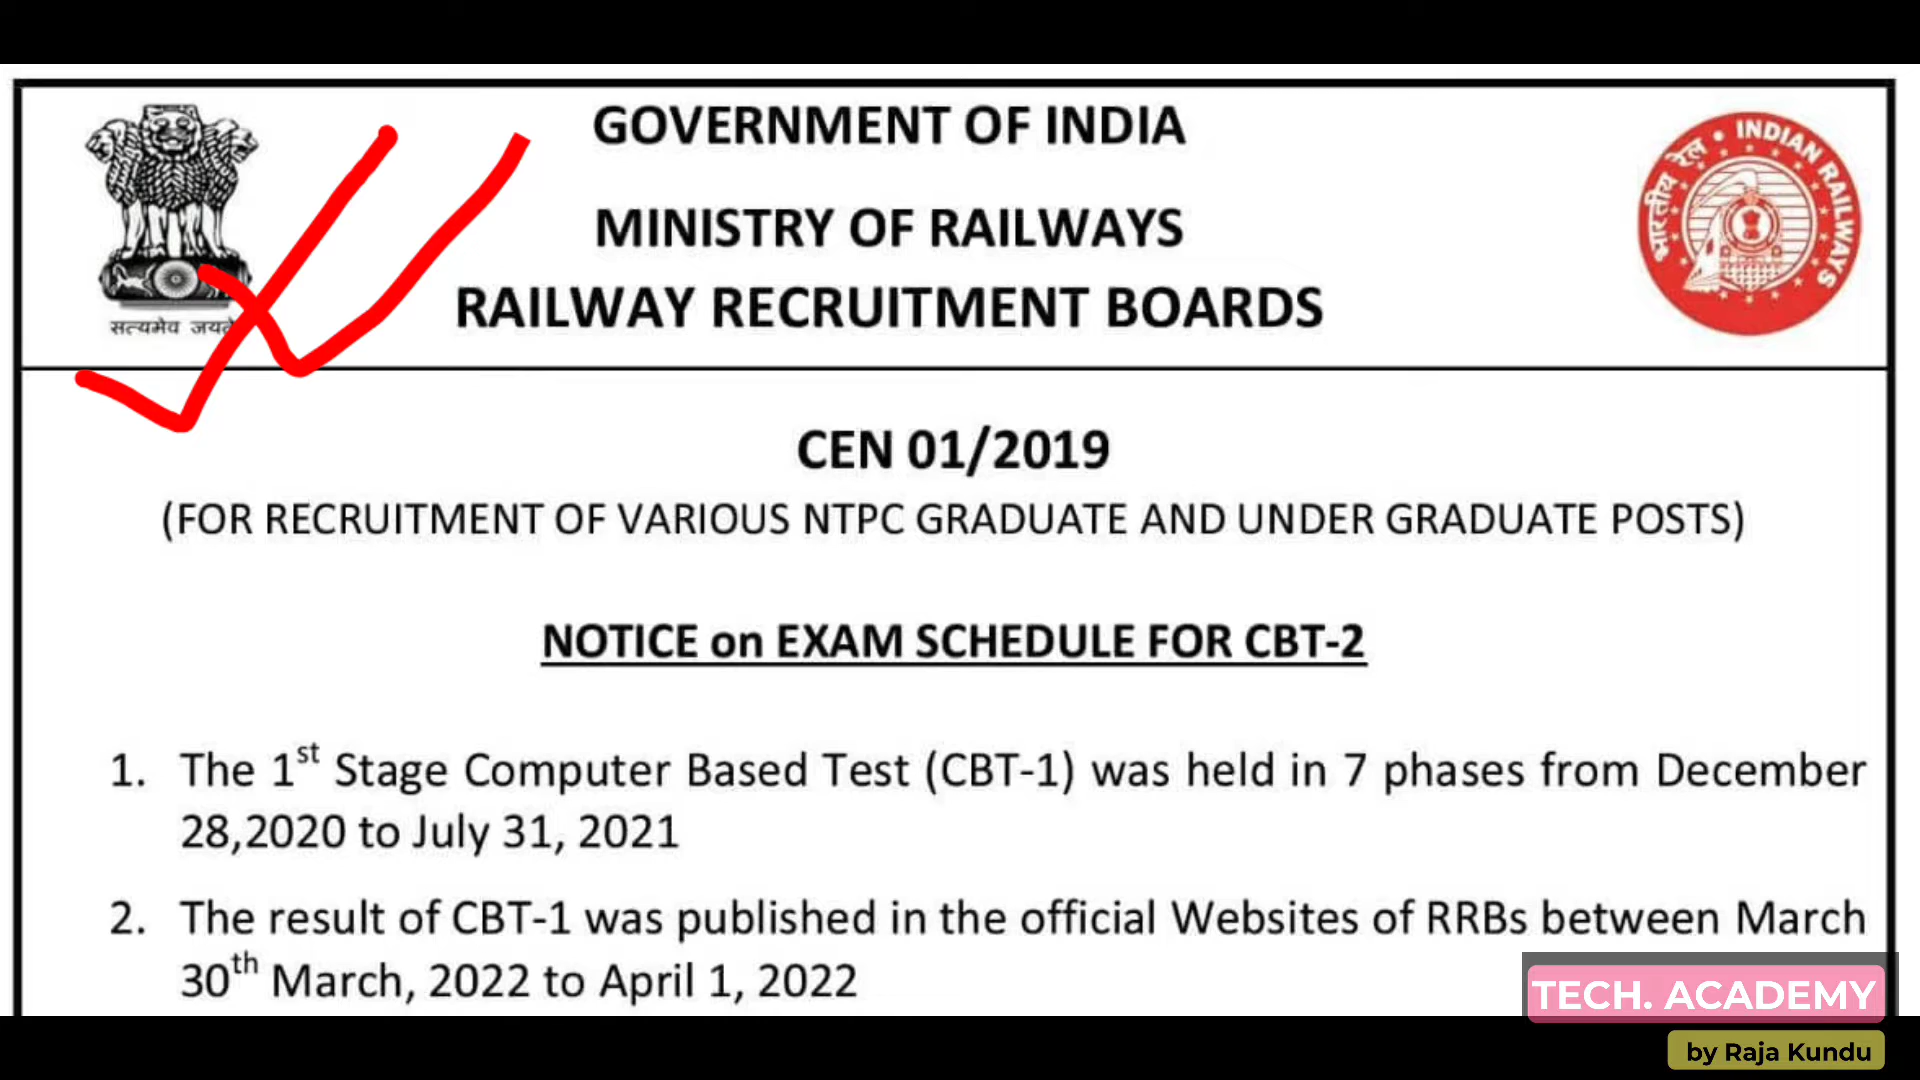 GOVERNMENT OF INDIA
MINISTRY OF RAILWAYS
RAILWAY RECRUITMENT BOARDS
सत्यमेव जयते
भारतीय रेल • INDIAN RAILWAYS
CEN 01/2019
(FOR RECRUITMENT OF VARIOUS NTPC GRADUATE AND UNDER GRADUATE POSTS)
NOTICE on EXAM SCHEDULE FOR CBT-2
1. The 1st Stage Computer Based Test (CBT-1) was held in 7 phases from December
28,2020 to July 31, 2021
2. The result of CBT-1 was published in the official Websites of RRBs between March
30th March, 2022 to April 1, 2022
TECH. ACADEMY
by Raja Kundu